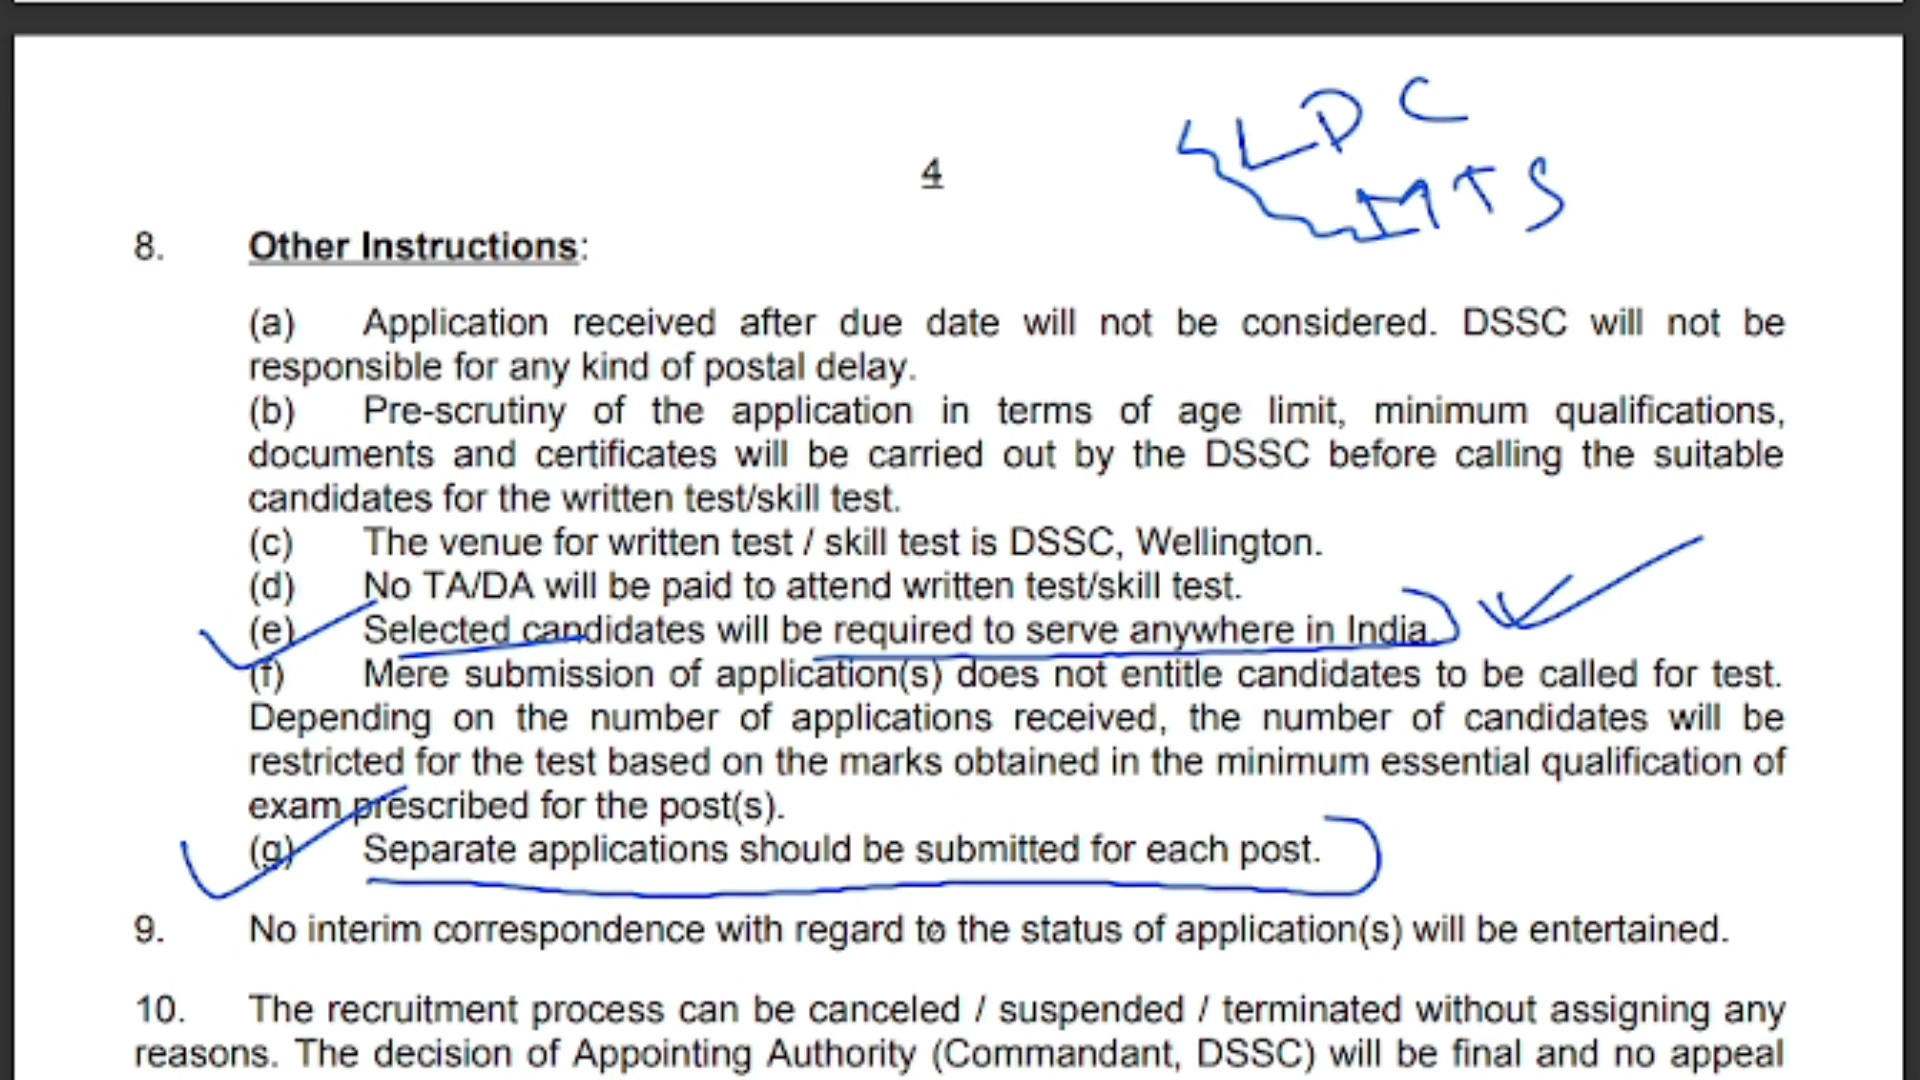 LDC
MTS
4
8. Other Instructions:
(a) Application received after due date will not be considered. DSSC will not be
responsible for any kind of postal delay.
(b) Pre-scrutiny of the application in terms of age limit, minimum qualifications,
documents and certificates will be carried out by the DSSC before calling the suitable
candidates for the written test/skill test.
(c) The venue for written test / skill test is DSSC, Wellington.
(d) No TA/DA will be paid to attend written test/skill test.
(e) Selected candidates will be required to serve anywhere in India.
(f) Mere submission of application(s) does not entitle candidates to be called for test.
Depending on the number of applications received, the number of candidates will be
restricted for the test based on the marks obtained in the minimum essential qualification of
exam prescribed for the post(s).
(g) Separate applications should be submitted for each post.
9. No interim correspondence with regard to the status of application(s) will be entertained.
10. The recruitment process can be canceled / suspended / terminated without assigning any
reasons. The decision of Appointing Authority (Commandant, DSSC) will be final and no appeal